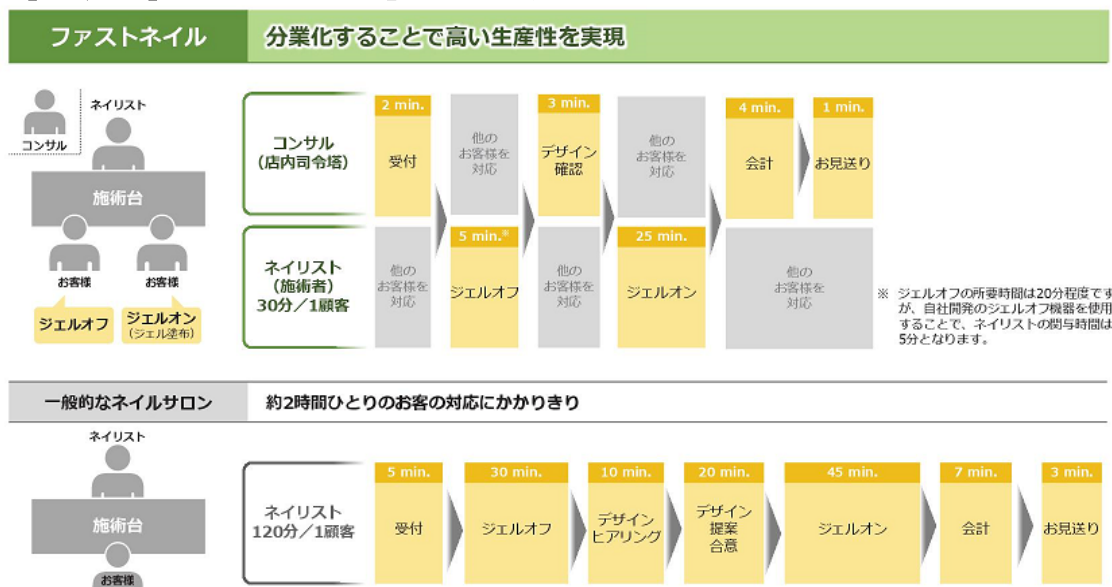 ファストネイル
分業化することで高い生産性を実現
コンサル
ネイリスト
施術台
お客様
お客様
ジェルオフ
ジェルオン
(ジェル塗布)
コンサル
(店内司令塔)
2 min.
受付
他の
お客様を
対応
3 min.
デザイン
確認
他の
お客様を
対応
4 min.
会計
1 min.
お見送り
ネイリスト
(施術者)
30分/1顧客
他の
お客様を
対応
5 min.※
ジェルオフ
他の
お客様を
対応
25 min.
ジェルオン
他の
お客様を
対応
※ ジェルオフの所要時間は20分程度です
が、自社開発のジェルオフ機器を使用
することで、ネイリストの関与時間は
5分となります。
一般的なネイルサロン
約2時間ひとりのお客の対応にかかりきり
ネイリスト
施術台
お客様
ネイリスト
120分/1顧客
5 min.
受付
30 min.
ジェルオフ
10 min.
デザイン
ヒアリング
20 min.
デザイン
提案
合意
45 min.
ジェルオン
7 min.
会計
3 min.
お見送り